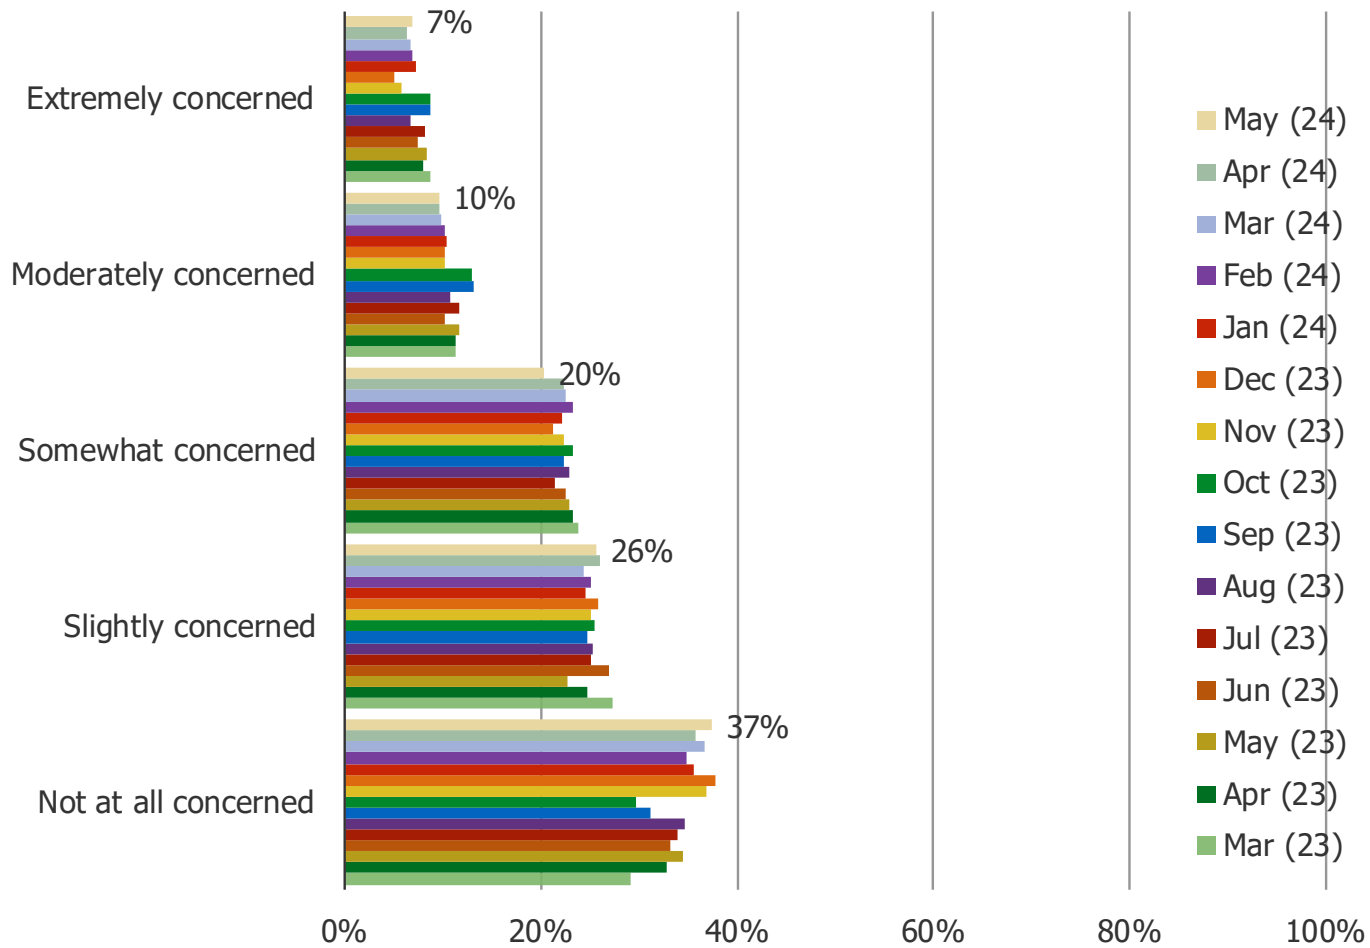 7%
Extremely concerned
10%
Moderately concerned
20%
Somewhat concerned
26%
Slightly concerned
37%
Not at all concerned
0%
20%
40%
60%
80%
100%
May (24)
Apr (24)
Mar (24)
Feb (24)
Jan (24)
Dec (23)
Nov (23)
Oct (23)
Sep (23)
Aug (23)
Jul (23)
Jun (23)
May (23)
Apr (23)
Mar (23)